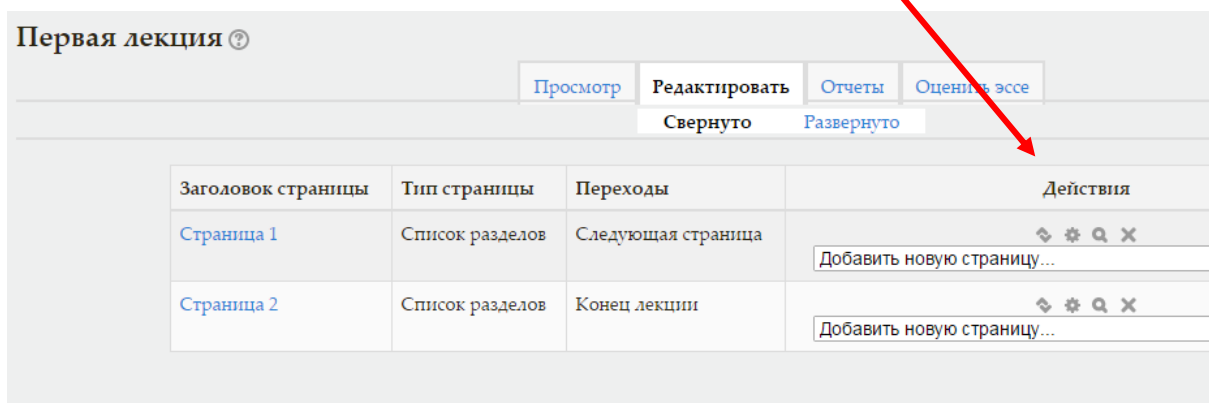 Первая лекция
Просмотр Редактировать Отчеты Оценить эссе
Свернуто Развернуто
Заголовок страницы Тип страницы Переходы Действия
Страница 1 Список разделов Следующая страница
Добавить новую страницу...
Страница 2 Список разделов Конец лекции
Добавить новую страницу...